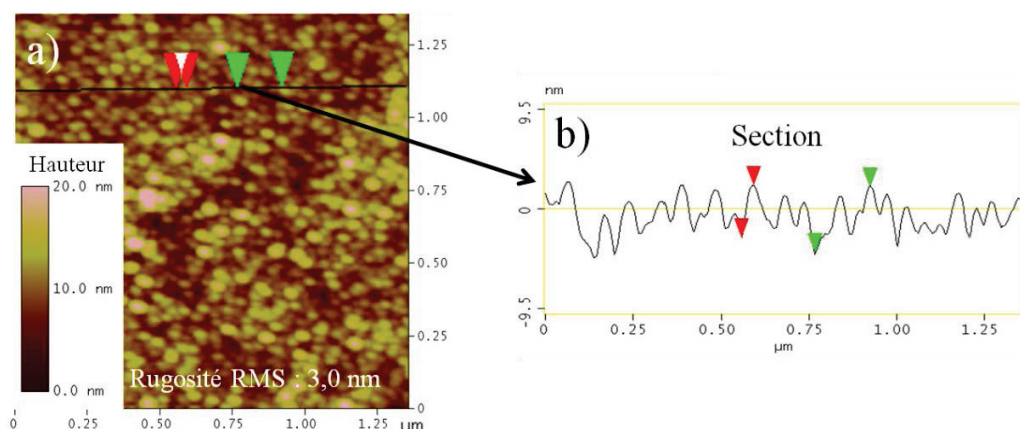 a)
Hauteur
20.0 nm
10.0 nm
0.0 nm
Rugosité RMS : 3,0 nm
1.25
1.00
0.75
0.50
0.25
0
0 0.25 0.50 0.75 1.00 1.25 µm
b)
Section
nm
9.5
0
-9.5
0 0.25 0.50 0.75 1.00
µm